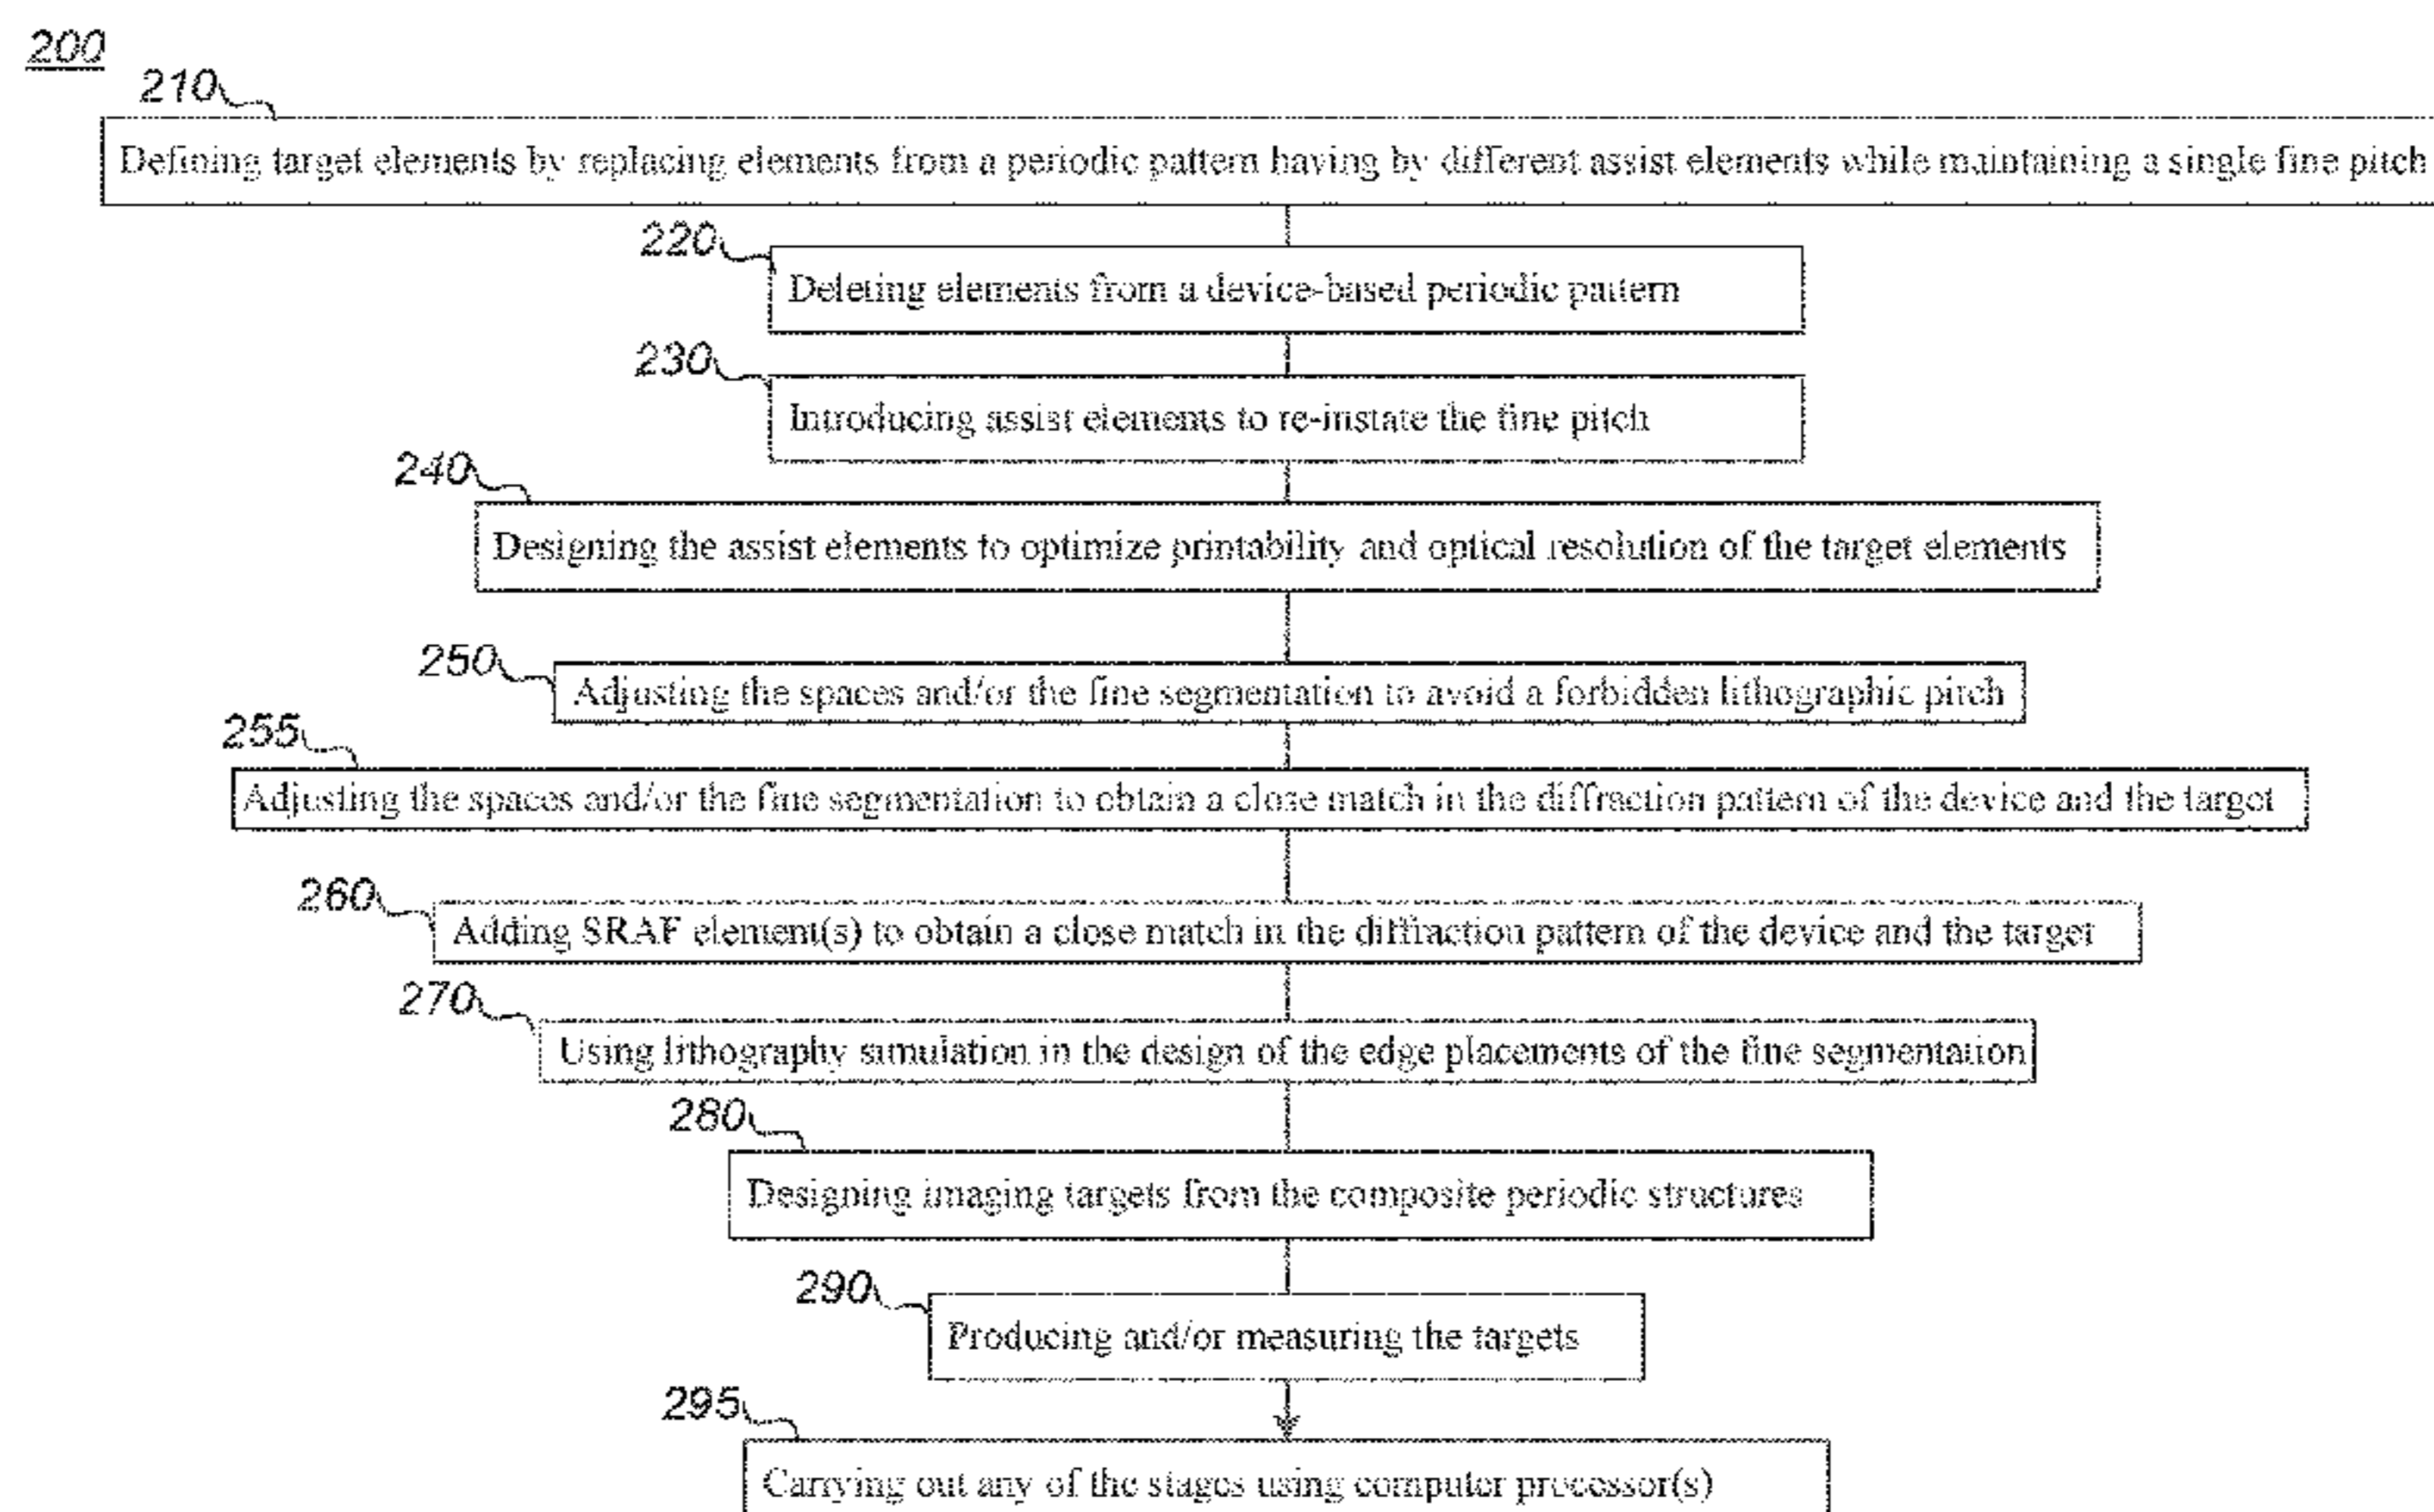 200
210
Defining target elements by replacing elements from a periodic pattern having by different assist elements while maintaining a single fine pitch
220
Deleting elements from a device-based periodic pattern
230
Introducing assist elements to re-instate the fine pitch
240
Designing the assist elements to optimize printability and optical resolution of the target elements
250
Adjusting the spaces and/or the fine segmentation to avoid a forbidden lithographic pitch
255
Adjusting the spaces and/or the fine segmentation to obtain a close match in the diffraction pattern of the device and the target
260
Adding SRAF element(s) to obtain a close match in the diffraction pattern of the device and the target
270
Using lithography simulation in the design of the edge placements of the fine segmentation
280
Designing imaging targets from the composite periodic structures
290
Producing and/or measuring the targets
295
Carrying out any of the stages using computer processor(s)